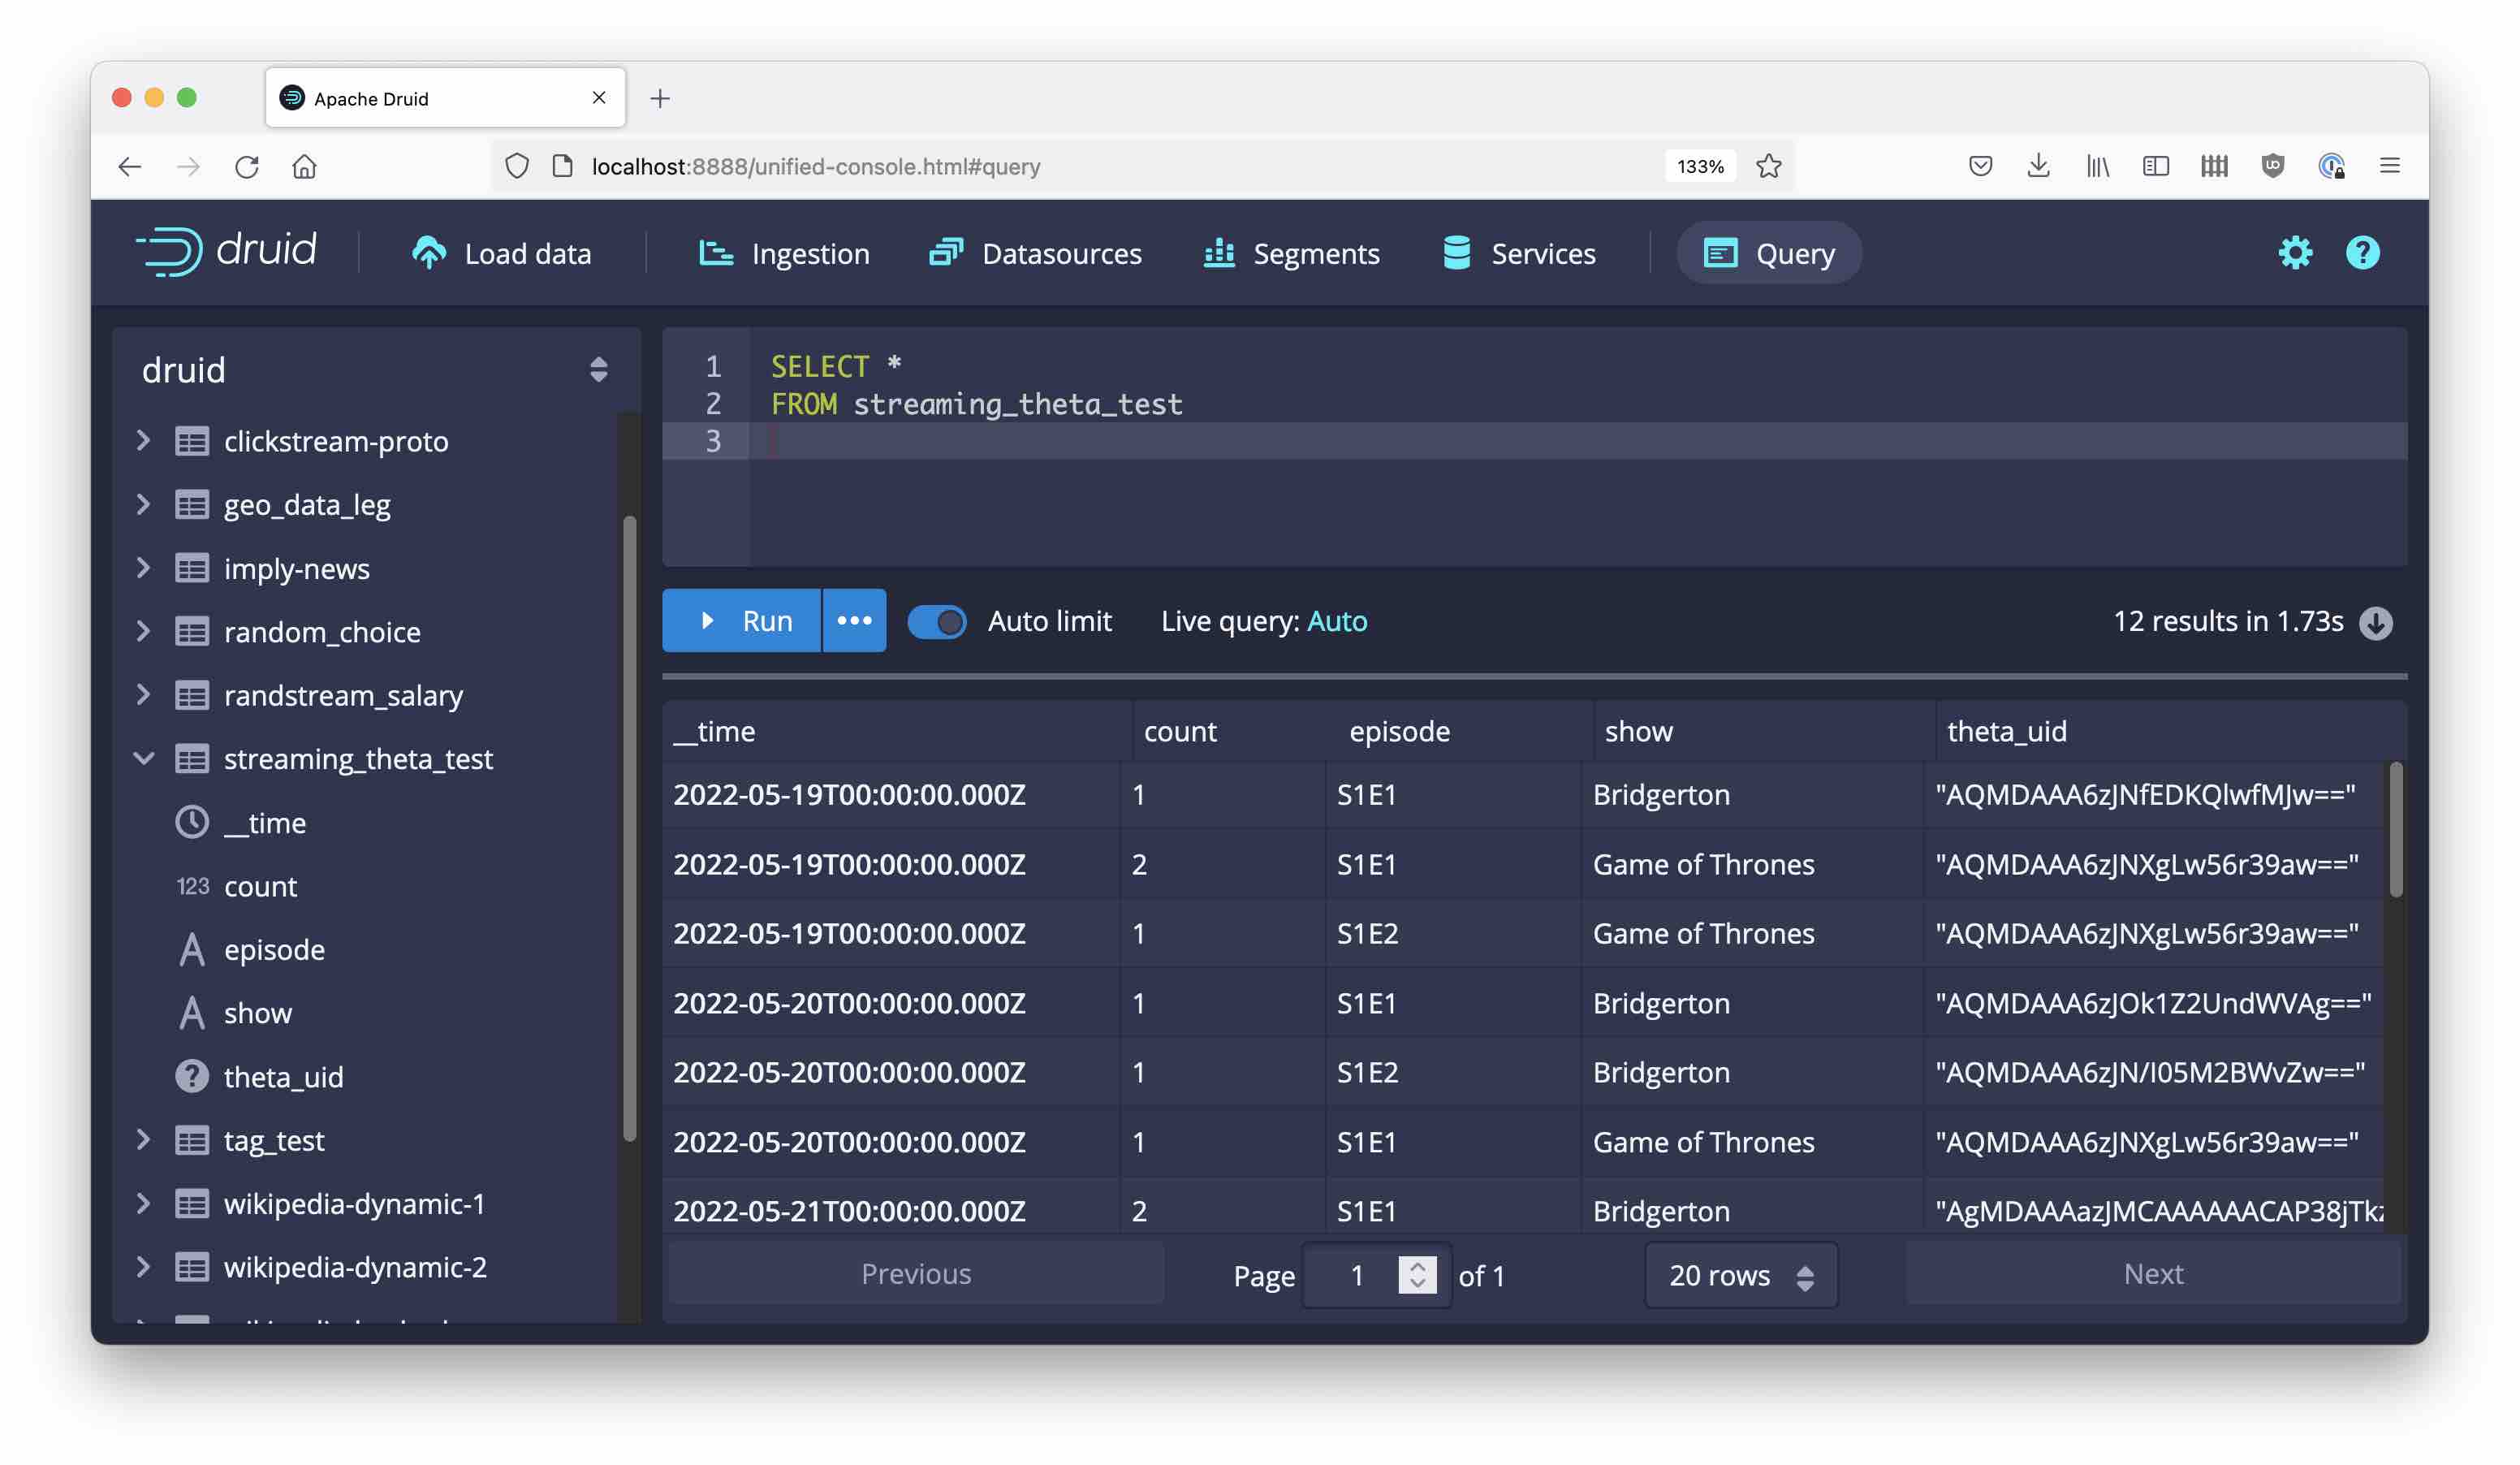 Apache Druid
localhost:8888/unified-console.html#query
133%
druid
Load data
Ingestion
Datasources
Segments
Services
Query
druid
clickstream-proto
geo_data_leg
imply-news
random_choice
randstream_salary
streaming_theta_test
__time
123 count
episode
show
theta_uid
tag_test
wikipedia-dynamic-1
wikipedia-dynamic-2
1 SELECT *
2 FROM streaming_theta_test
3
Run
Auto limit
Live query: Auto
12 results in 1.73s
__time count episode show theta_uid
2022-05-19T00:00:00.000Z 1 S1E1 Bridgerton "AQMDAAA6zJNfEDKQlwfMJw=="
2022-05-19T00:00:00.000Z 2 S1E1 Game of Thrones "AQMDAAA6zJNXgLw56r39aw=="
2022-05-19T00:00:00.000Z 1 S1E2 Game of Thrones "AQMDAAA6zJNXgLw56r39aw=="
2022-05-20T00:00:00.000Z 1 S1E1 Bridgerton "AQMDAAA6zJOk1Z2UndWVAg=="
2022-05-20T00:00:00.000Z 1 S1E2 Bridgerton "AQMDAAA6zJN/I05M2BWvZw=="
2022-05-20T00:00:00.000Z 1 S1E1 Game of Thrones "AQMDAAA6zJNXgLw56r39aw=="
2022-05-21T00:00:00.000Z 2 S1E1 Bridgerton "AgMDAAAazJMCAAAAAACAP38jTkz
Previous
Page 1 of 1
20 rows
Next